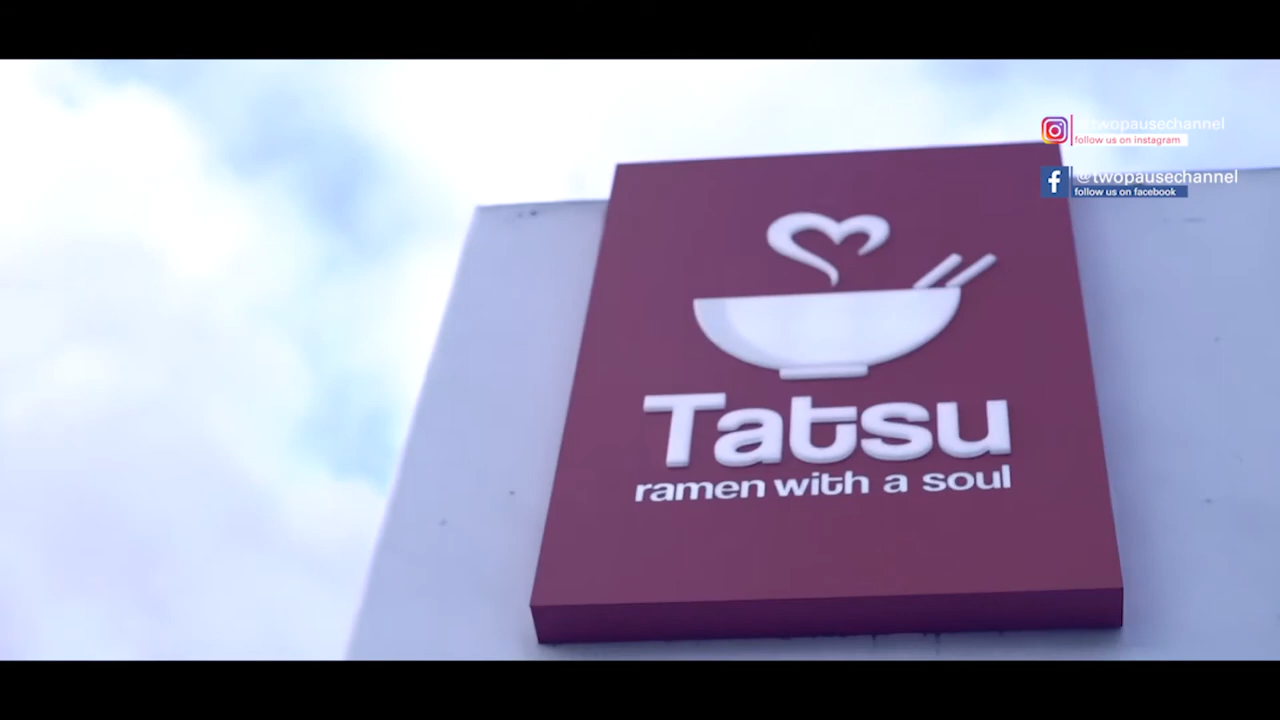 @twopausechannel
follow us on instagram
@twopausechannel
follow us on facebook
Tatsu
ramen with a soul